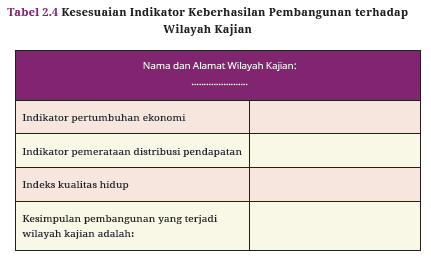 Tabel 2.4 Kesesuaian Indikator Keberhasilan Pembangunan terhadap
Wilayah Kajian
Nama dan Alamat Wilayah Kajian:
.......................
Indikator pertumbuhan ekonomi
Indikator pemerataan distribusi pendapatan
Indeks kualitas hidup
Kesimpulan pembangunan yang terjadi
wilayah kajian adalah: